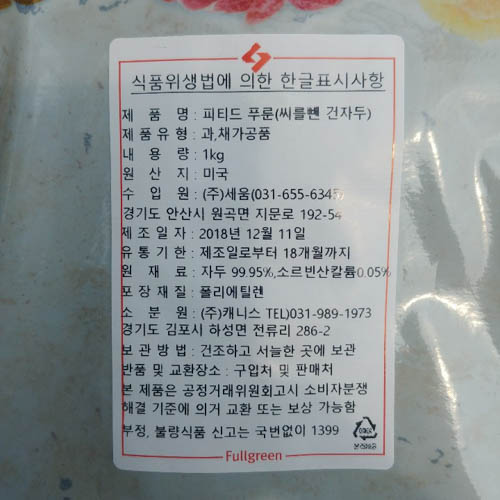 식품위생법에 의한 한글표시사항
제 품 명 : 피티드 푸룬(씨를뺀 건자두)
제품유형 : 과,채가공품
내 용 량 : 1kg
원 산 지 : 미국
수 입 원 : (주)세움(031-655-6345)
경기도 안산시 원곡면 지문로 192-54
제조일자 : 2018년 12월 11일
유통기한 : 제조일로부터 18개월까지
원 재 료 : 자두 99.95%,소르빈산칼륨0.05%
포장재질 : 폴리에틸렌
소 분 원 : (주)캐니스 TEL)031-989-1973
경기도 김포시 하성면 전류리 286-2
보관방법 : 건조하고 서늘한 곳에 보관
반품 및 교환장소 : 구입처 및 판매처
본 제품은 공정거래위원회고시 소비자분쟁
해결 기준에 의거 교환 또는 보상 가능함
부정, 불량식품 신고는 국번없이 1399
Fullgreen